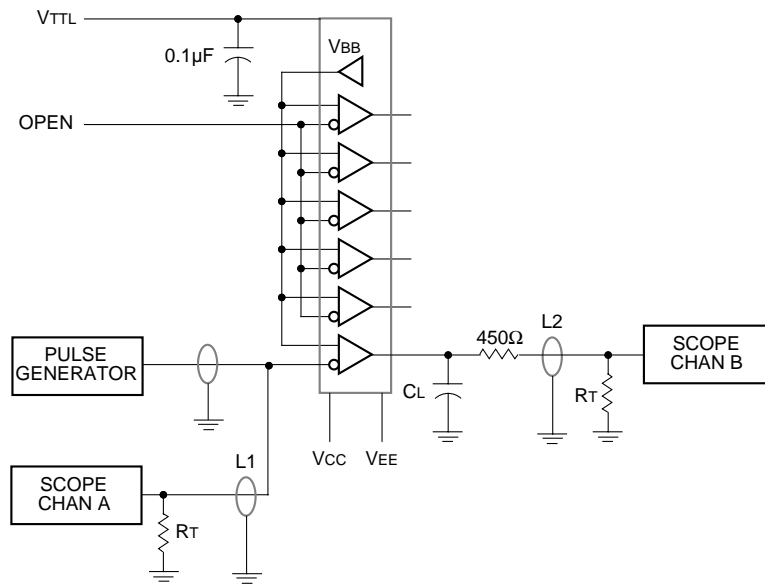 VTTL
VBB
0.1µF
OPEN
450Ω
L2
PULSE
GENERATOR
SCOPE
CHAN B
CL
RT
VCC
VEE
L1
SCOPE
CHAN A
RT